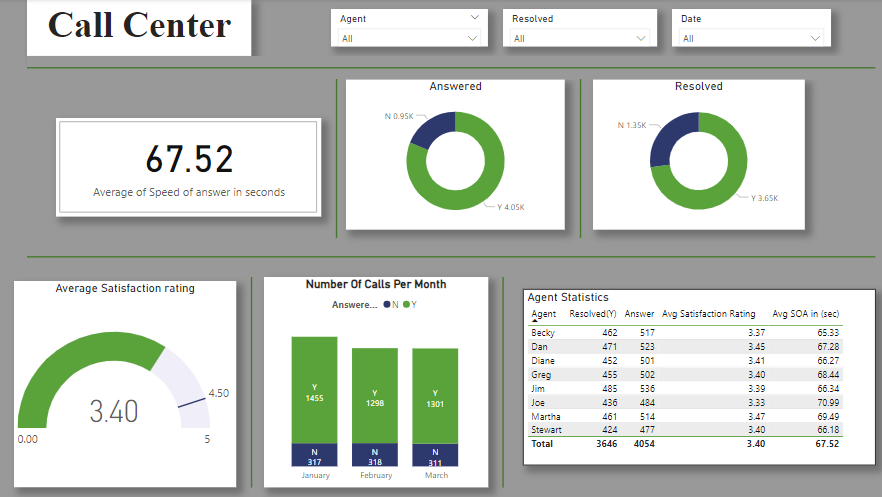 Call Center
Agent
All
Resolved
All
Date
All
67.52
Average of Speed of answer in seconds
Answered
N 0.95K
Y 4.05K
Resolved
N 1.35K
Y 3.65K
Average Satisfaction rating
3.40
4.50
0.00
5
Number Of Calls Per Month
Answere... N Y
Y Y Y
1455 1298 1301
N N N
317 318 311
January February March
Agent Statistics
Agent Resolved(Y) Answer Avg Satisfaction Rating Avg SOA in (sec)
Becky 462 517 3.37 65.33
Dan 471 523 3.45 67.28
Diane 452 501 3.41 66.27
Greg 455 502 3.40 68.44
Jim 485 536 3.39 66.34
Joe 436 484 3.33 70.99
Martha 461 514 3.47 69.49
Stewart 424 477 3.40 66.18
Total 3646 4054 3.40 67.52